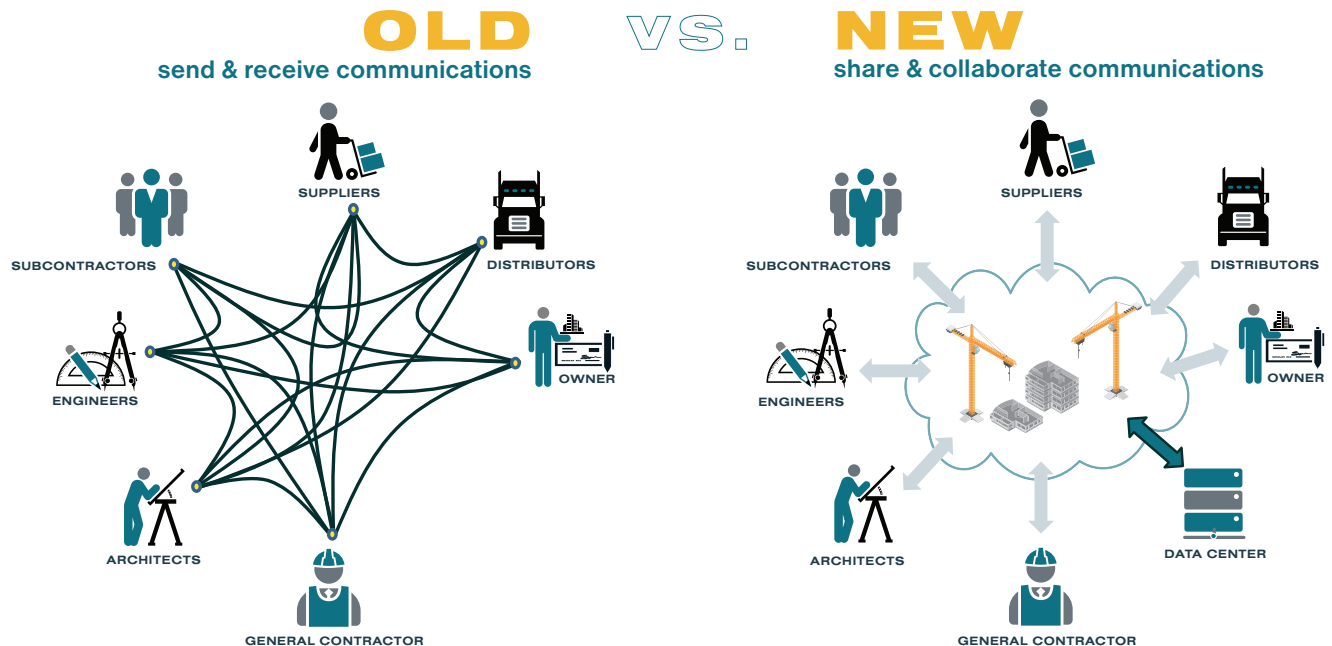 OLD VS. NEW
send & receive communications
share & collaborate communications
SUPPLIERS
SUBCONTRACTORS
DISTRIBUTORS
ENGINEERS
OWNER
ARCHITECTS
GENERAL CONTRACTOR
SUPPLIERS
SUBCONTRACTORS
DISTRIBUTORS
ENGINEERS
OWNER
ARCHITECTS
DATA CENTER
GENERAL CONTRACTOR